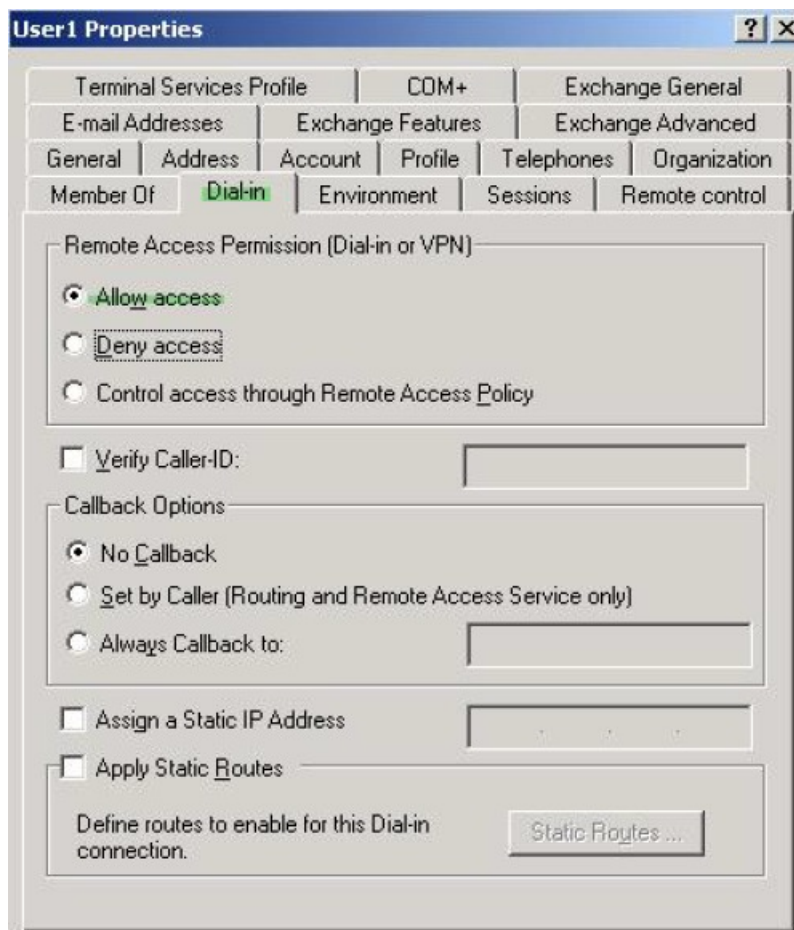 User1 Properties
Terminal Services Profile COM+ Exchange General
E-mail Addresses Exchange Features Exchange Advanced
General Address Account Profile Telephones Organization
Member Of Dial-in Environment Sessions Remote control
Remote Access Permission (Dial-in or VPN)
Allow access
Deny access
Control access through Remote Access Policy
Verify Caller-ID:
Callback Options
No Callback
Set by Caller (Routing and Remote Access Service only)
Always Callback to:
Assign a Static IP Address
Apply Static Routes
Define routes to enable for this Dial-in
connection.
Static Routes ...